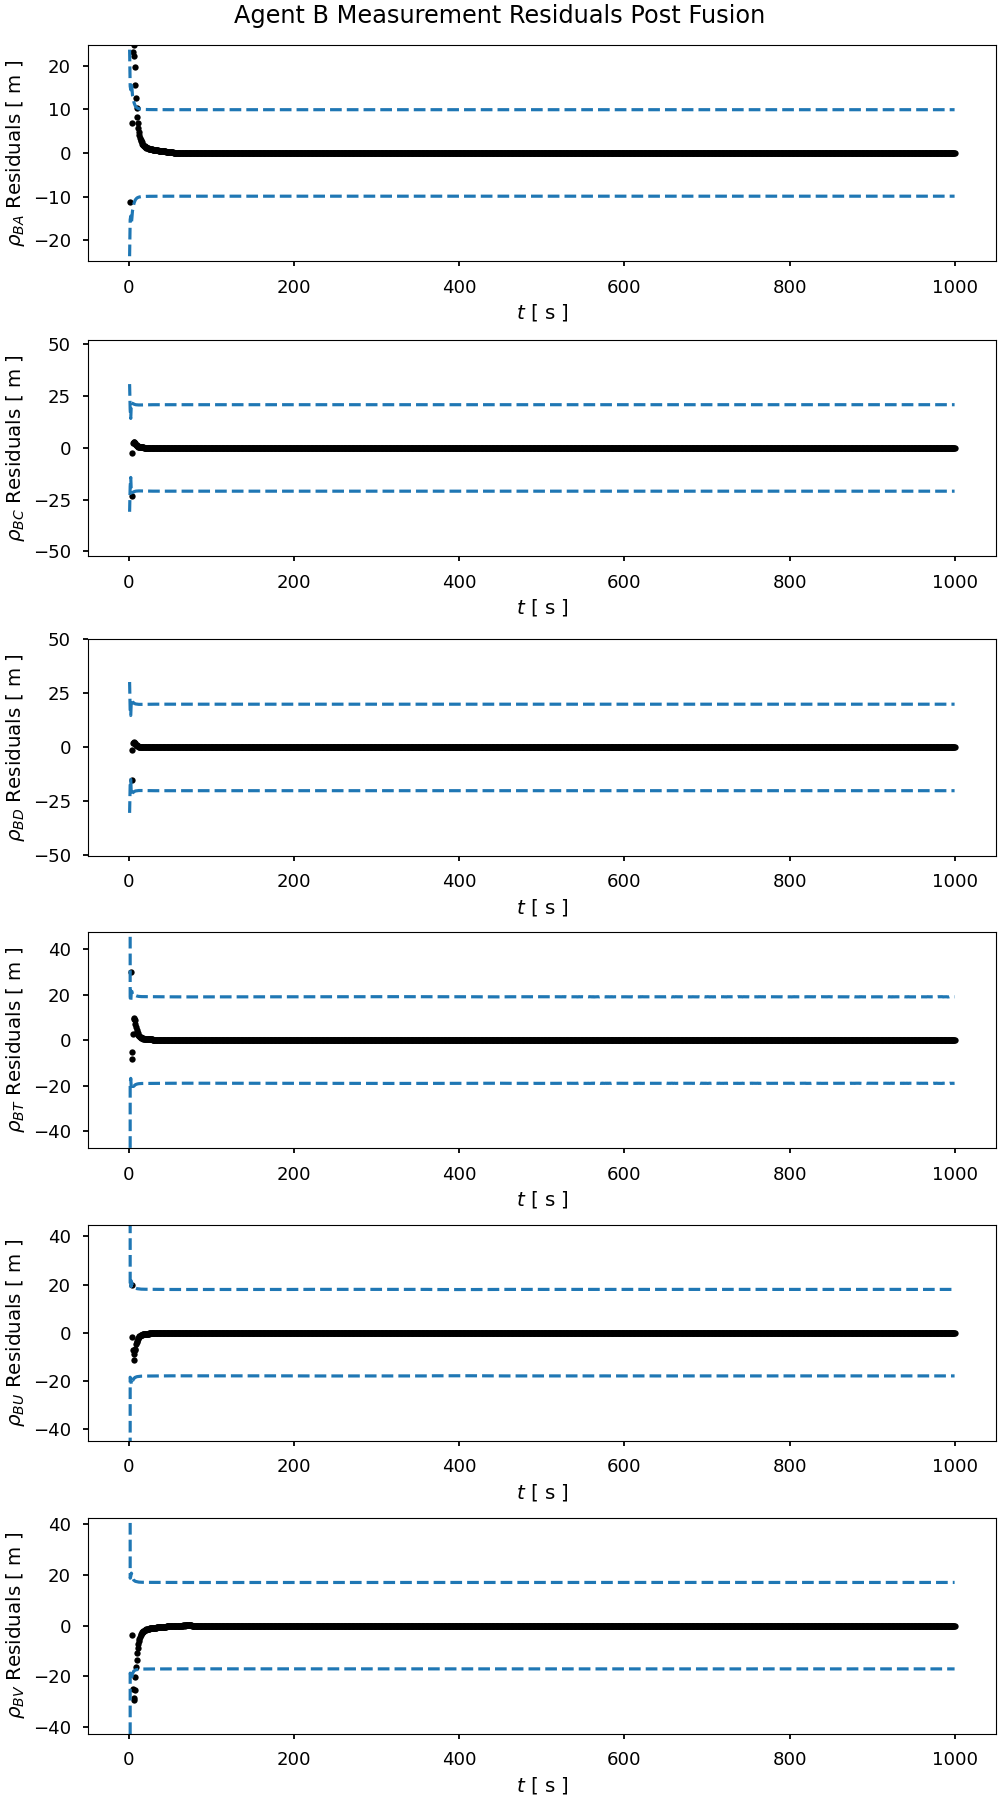 Agent B Measurement Residuals Post Fusion
ρBA Residuals [ m ]
20
10
0
−10
−20
0 200 400 600 800 1000
t [ s ]
ρBC Residuals [ m ]
50
25
0
−25
−50
0 200 400 600 800 1000
t [ s ]
ρBD Residuals [ m ]
50
25
0
−25
−50
0 200 400 600 800 1000
t [ s ]
ρBT Residuals [ m ]
40
20
0
−20
−40
0 200 400 600 800 1000
t [ s ]
ρBU Residuals [ m ]
40
20
0
−20
−40
0 200 400 600 800 1000
t [ s ]
ρBV Residuals [ m ]
40
20
0
−20
−40
0 200 400 600 800 1000
t [ s ]